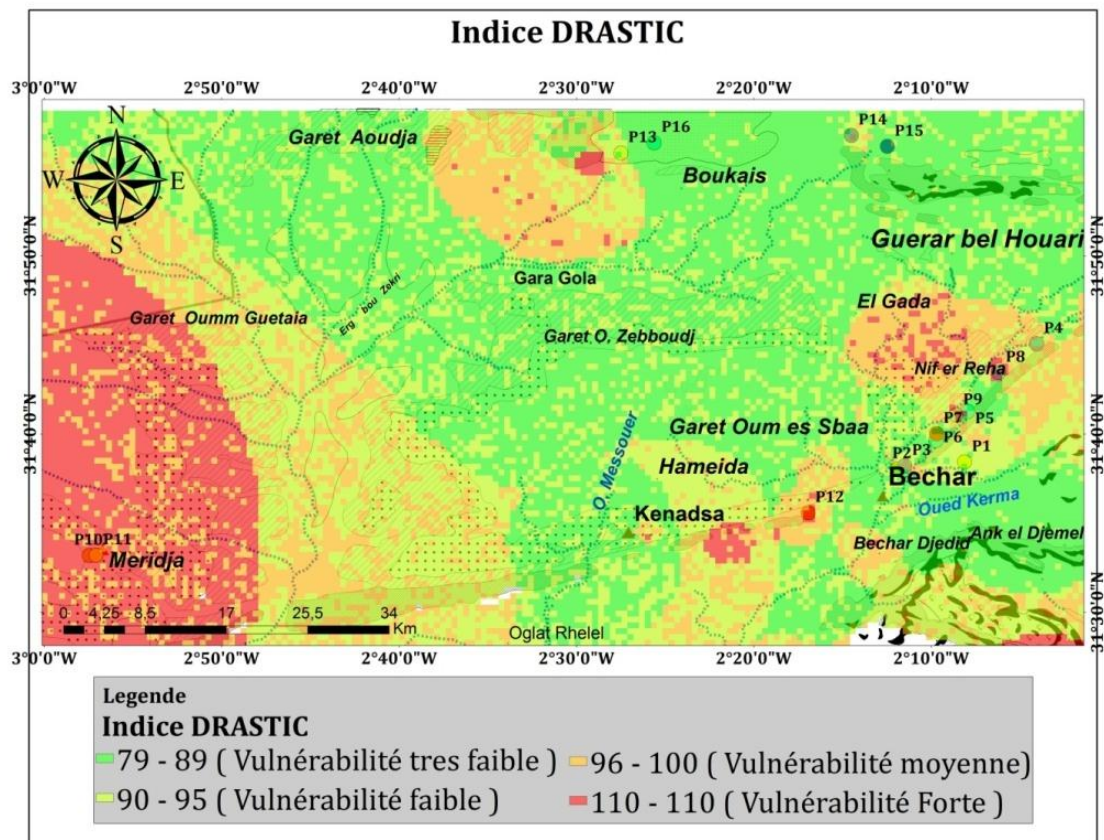 Indice DRASTIC
3°0'0"W 2°50'0"W 2°40'0"W 2°30'0"W 2°20'0"W 2°10'0"W
N
W E
S
Garet Aoudja
P13 P16
P14
P15
Boukais
31°50'0"N
31°50'0"N
Guerar bel Houari
Gara Gola
Erg bou Zekri
El Gada
Garet Oumm Guetaia
Garet O. Zebboudj
P4
P8
Nif er Reha
P9
P7 P5
P6
P1
P2 P3
31°40'0"N
31°40'0"N
Garet Oum es Sbaa
Hameida
O. Messouer
Bechar
Oued Kerma
P12
Kenadsa
Bechar Djedid
Ank el Djemel
P10 P11
Meridja
0 4,25 8,5 17 25,5 34
Km
Oglat Rhelel
31°30'0"N
31°30'0"N
3°0'0"W 2°50'0"W 2°40'0"W 2°30'0"W 2°20'0"W 2°10'0"W
Legende
Indice DRASTIC
79 - 89 ( Vulnérabilité tres faible )
96 - 100 ( Vulnérabilité moyenne)
90 - 95 ( Vulnérabilité faible )
110 - 110 ( Vulnérabilité Forte )